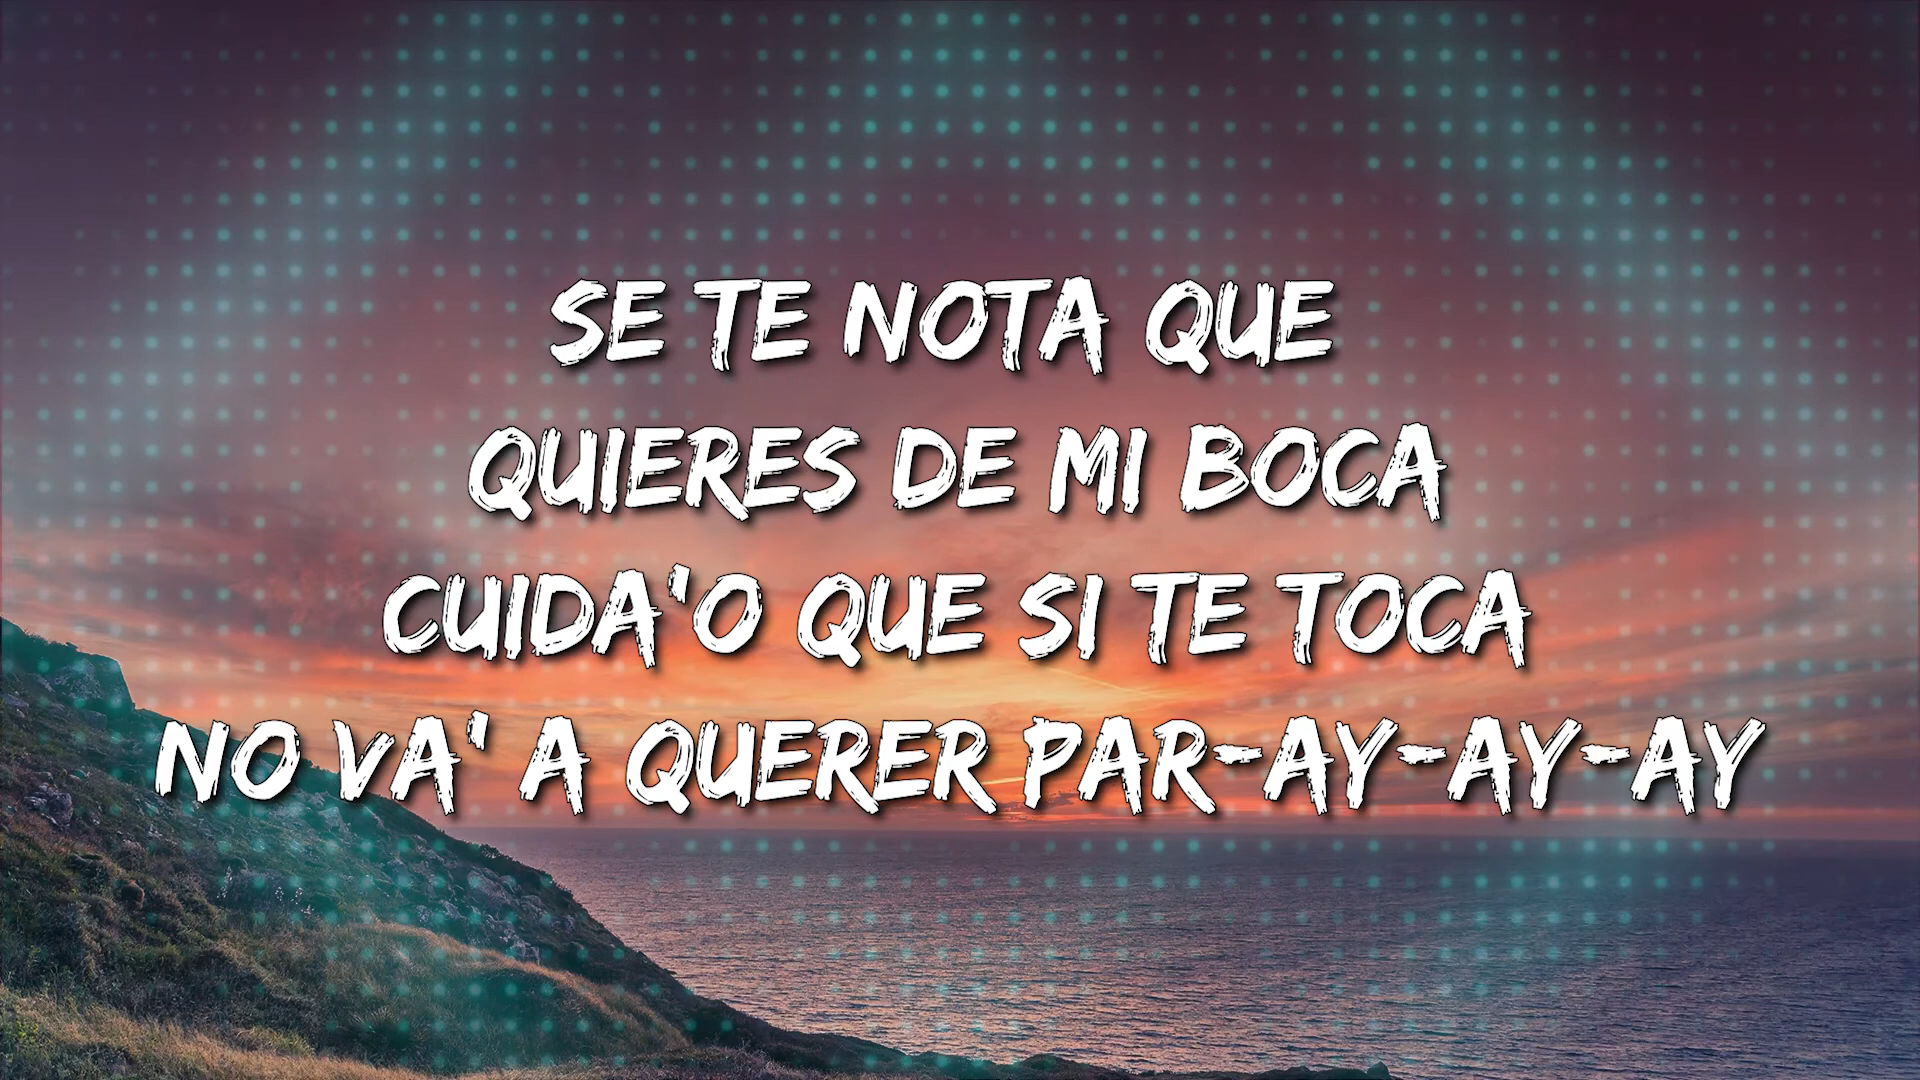 SE TE NOTA QUE
QUIERES DE MI BOCA
CUIDA'O QUE SI TE TOCA
NO VA' A QUERER PAR-AY-AY-AY